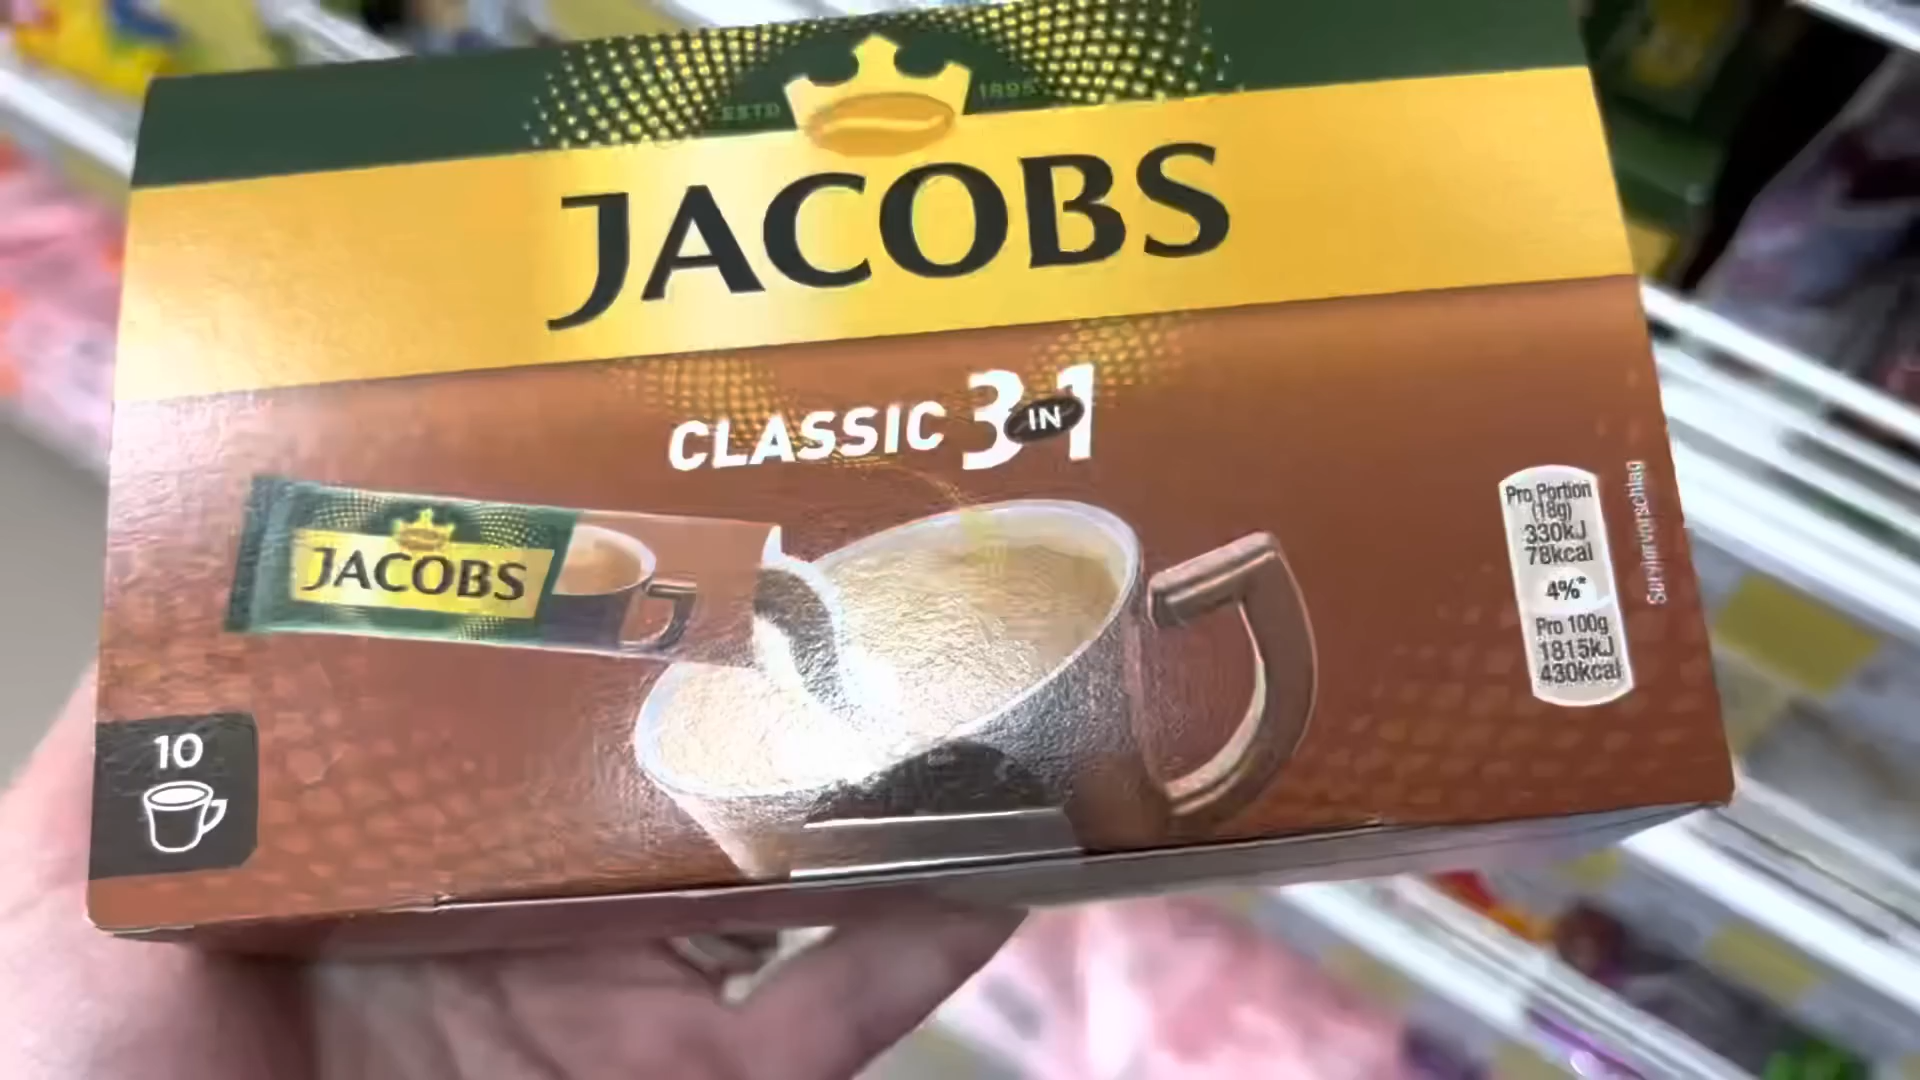 ESTD 1895
JACOBS
CLASSIC 3 IN 1
JACOBS
10
Pro Portion
(18g)
330kJ
78kcal
4%*
Pro 100g
1815kJ
430kcal
Serviervorschlag